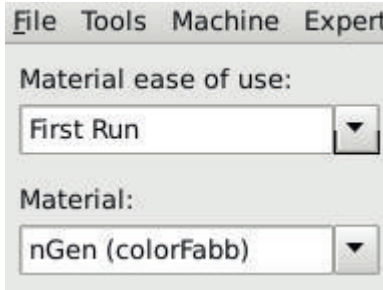 File Tools Machine Expert
Material ease of use:
First Run
Material:
nGen (colorFabb)